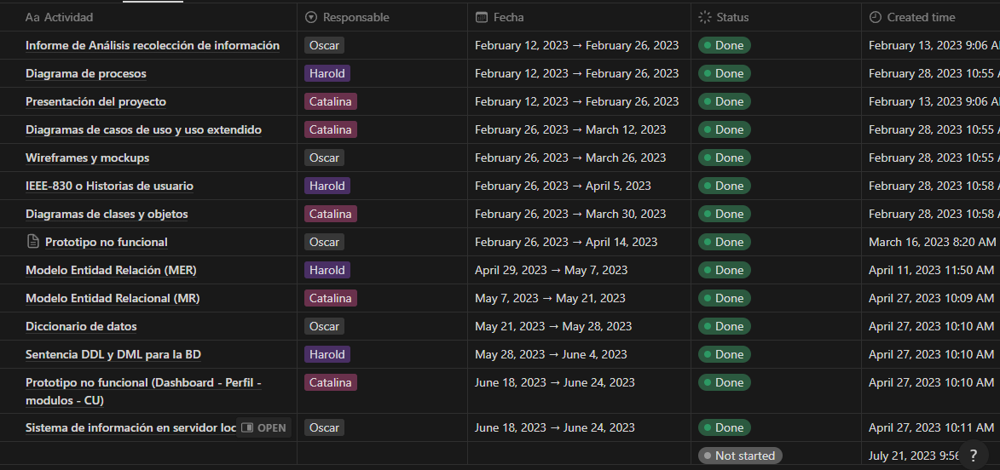 Aa Actividad Responsable Fecha Status Created time
Informe de Análisis recolección de información Oscar February 12, 2023 → February 26, 2023 Done February 13, 2023 9:06
Diagrama de procesos Harold February 12, 2023 → February 26, 2023 Done February 28, 2023 10:55
Presentación del proyecto Catalina February 12, 2023 → February 26, 2023 Done February 13, 2023 9:06
Diagramas de casos de uso y uso extendido Catalina February 26, 2023 → March 12, 2023 Done February 28, 2023 10:55
Wireframes y mockups Oscar February 26, 2023 → March 26, 2023 Done February 28, 2023 10:55
IEEE-830 o Historias de usuario Harold February 26, 2023 → April 5, 2023 Done February 28, 2023 10:58
Diagramas de clases y objetos Catalina February 26, 2023 → March 30, 2023 Done February 28, 2023 10:58
Prototipo no funcional Oscar February 26, 2023 → April 14, 2023 Done March 16, 2023 8:20 AM
Modelo Entidad Relación (MER) Harold April 29, 2023 → May 7, 2023 Done April 11, 2023 11:50 AM
Modelo Entidad Relacional (MR) Catalina May 7, 2023 → May 21, 2023 Done April 27, 2023 10:09 AM
Diccionario de datos Oscar May 21, 2023 → May 28, 2023 Done April 27, 2023 10:10 AM
Sentencia DDL y DML para la BD Harold May 28, 2023 → June 4, 2023 Done April 27, 2023 10:10 AM
Prototipo no funcional (Dashboard - Perfil - Catalina June 18, 2023 → June 24, 2023 Done April 27, 2023 10:10 AM
modulos - CU)
Sistema de información en servidor loc OPEN Oscar June 18, 2023 → June 24, 2023 Done April 27, 2023 10:11 AM
Not started July 21, 2023 9:56 ?